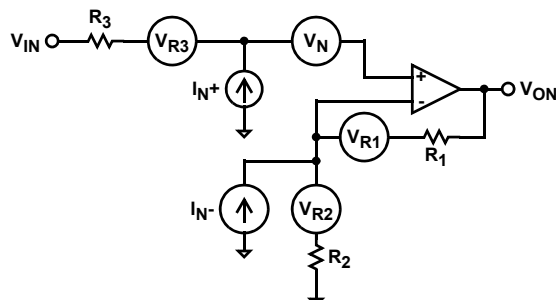 R3
VIN
VR3
VN
IN+
+
-
VON
VR1
R1
IN-
VR2
R2